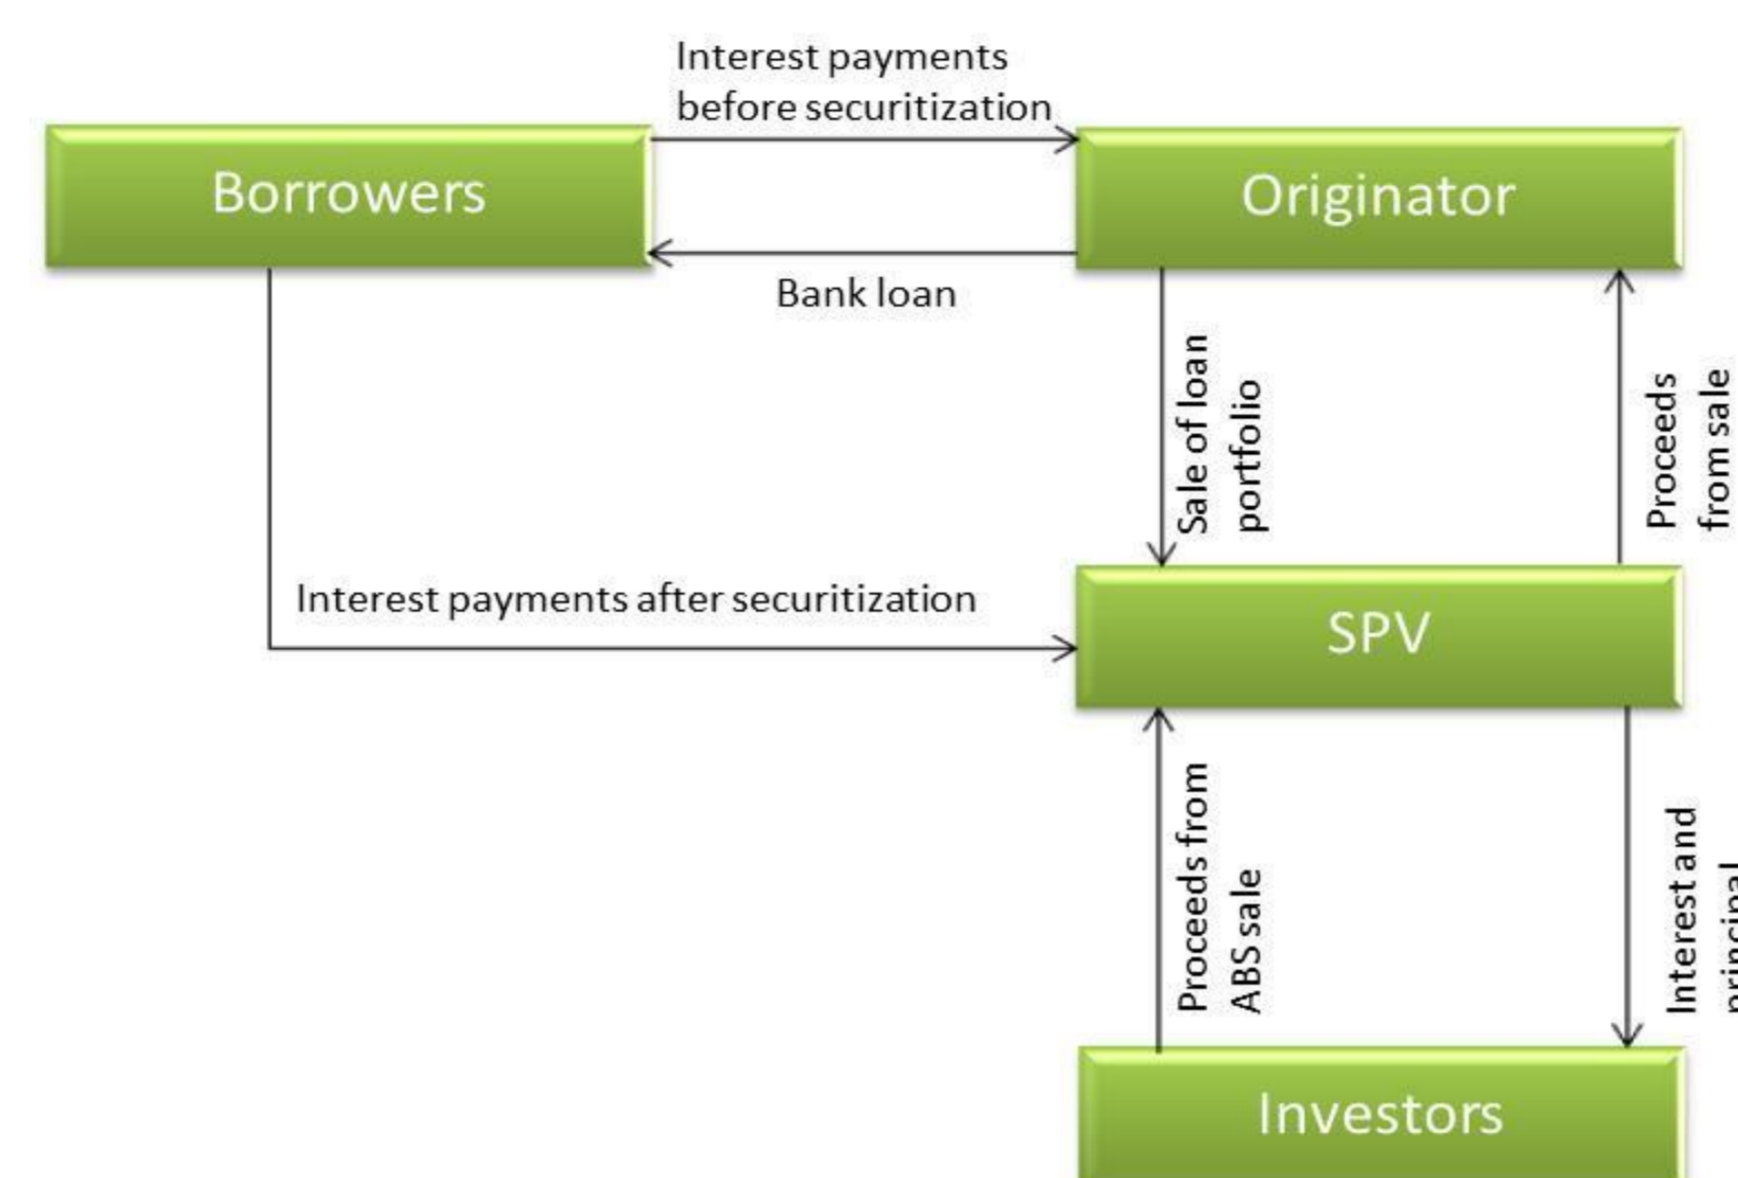 Interest payments
before securitization
Borrowers
Originator
Bank loan
Sale of loan
portfolio
Proceeds
from sale
Interest payments after securitization
SPV
Proceeds from
ABS sale
Interest and
principal
Investors